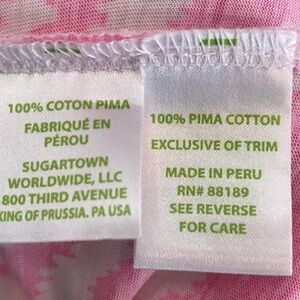 100% COTON PIMA
FABRIQUÉ EN
PÉROU
SUGARTOWN
WORLDWIDE, LLC
800 THIRD AVENUE
KING OF PRUSSIA, PA USA
100% PIMA COTTON
EXCLUSIVE OF TRIM
MADE IN PERU
RN# 88189
SEE REVERSE
FOR CARE